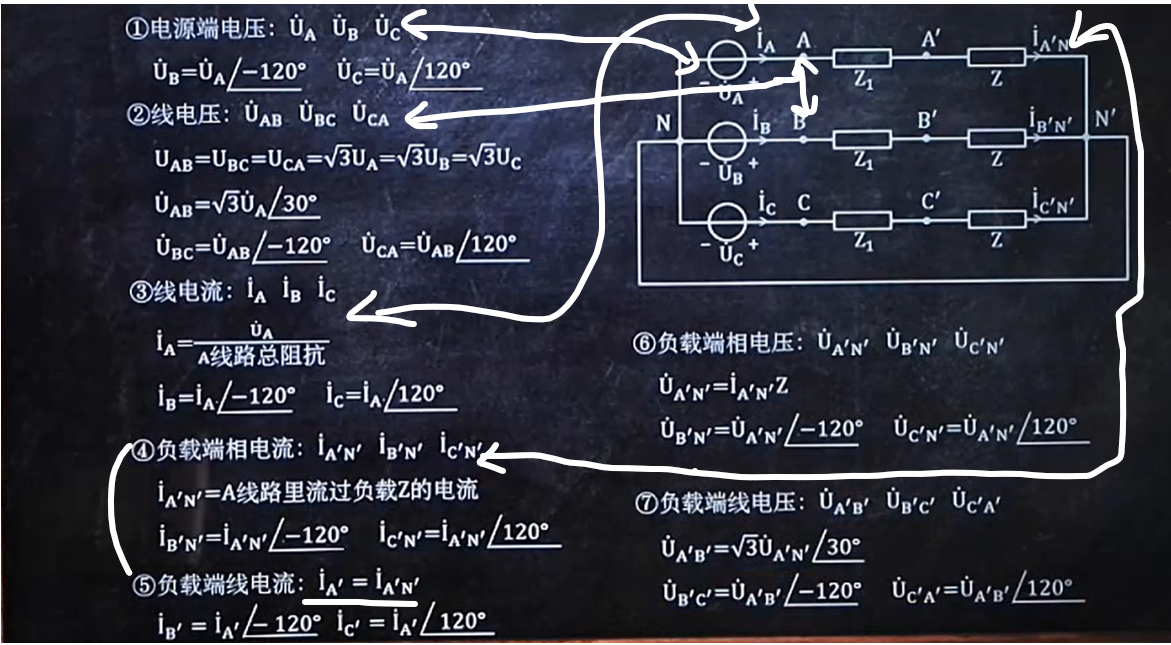 ①电源端电压：U̇A U̇B U̇C
U̇B=U̇A/−120° U̇C=U̇A/120°
②线电压：U̇AB U̇BC U̇CA
UAB=UBC=UCA=√3UA=√3UB=√3UC
U̇AB=√3U̇A/30°
U̇BC=U̇AB/−120° U̇CA=U̇AB/120°
③线电流：İA İB İC
İA=U̇A/A线路总阻抗
İB=İA/−120° İC=İA/120°
④负载端相电流：İA′N′ İB′N′ İC′N′
İA′N′=A线路里流过负载Z的电流
İB′N′=İA′N′/−120° İC′N′=İA′N′/120°
⑤负载端线电流：İA′ = İA′N′
İB′ = İA′/−120° İC′ = İA′/120°
İA A A′ İA′N
− U̇A + Z1 Z
N İB B B′ İB′N′ N′
− U̇B + Z1 Z
İC C C′ İC′N′
− U̇C + Z1 Z
⑥负载端相电压：U̇A′N′ U̇B′N′ U̇C′N′
U̇A′N′=İA′N′Z
U̇B′N′=U̇A′N′/−120° U̇C′N′=U̇A′N′/120°
⑦负载端线电压：U̇A′B′ U̇B′C′ U̇C′A′
U̇A′B′=√3U̇A′N′/30°
U̇B′C′=U̇A′B′/−120° U̇C′A′=U̇A′B′/120°